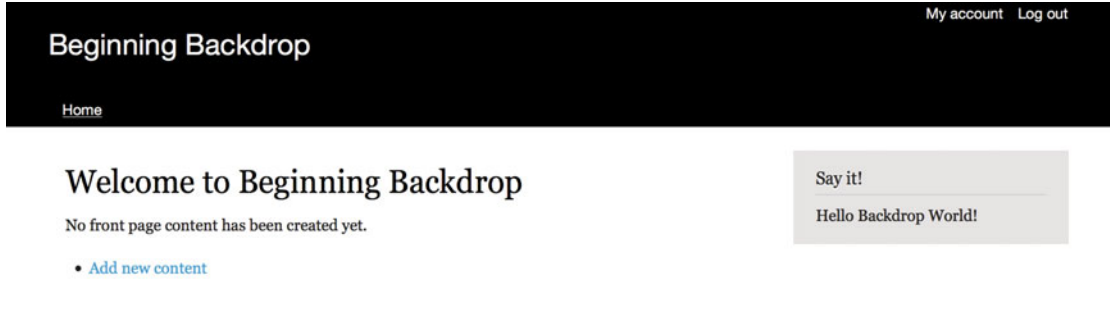 My account Log out
Beginning Backdrop
Home
Welcome to Beginning Backdrop
No front page content has been created yet.
Add new content
Say it!
Hello Backdrop World!